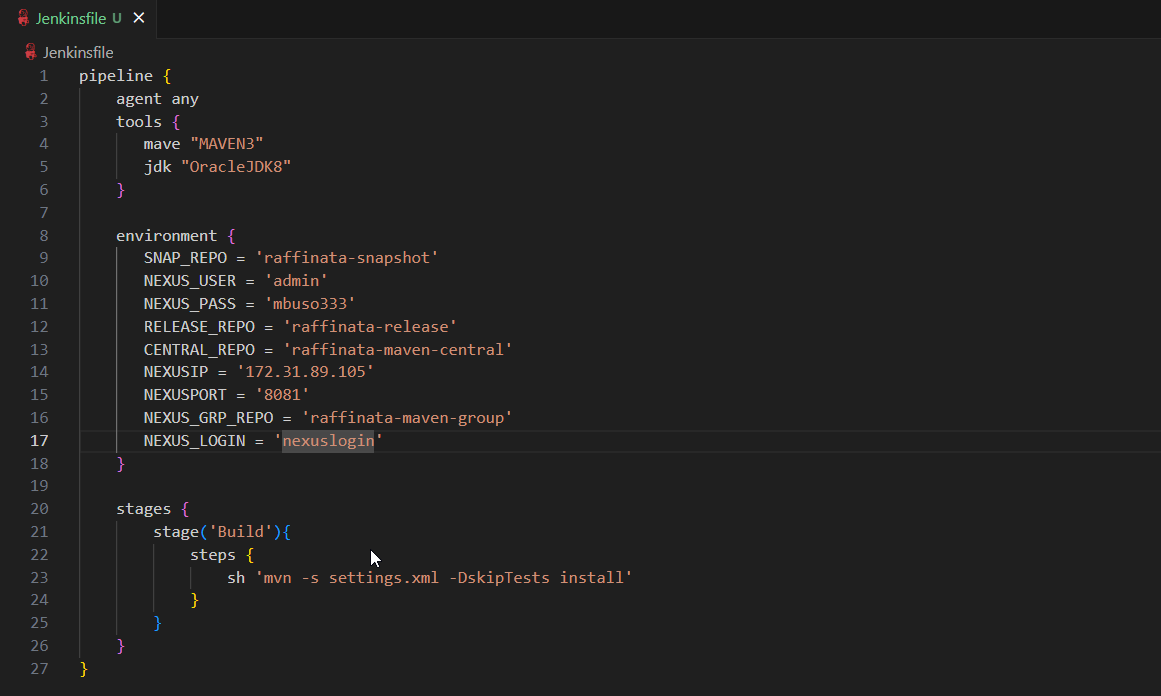 Jenkinsfile U ✕
Jenkinsfile
1 pipeline {
2     agent any
3     tools {
4        mave "MAVEN3"
5        jdk "OracleJDK8"
6     }
7
8     environment {
9        SNAP_REPO = 'raffinata-snapshot'
10        NEXUS_USER = 'admin'
11        NEXUS_PASS = 'mbuso333'
12        RELEASE_REPO = 'raffinata-release'
13        CENTRAL_REPO = 'raffinata-maven-central'
14        NEXUSIP = '172.31.89.105'
15        NEXUSPORT = '8081'
16        NEXUS_GRP_REPO = 'raffinata-maven-group'
17        NEXUS_LOGIN = 'nexuslogin'
18     }
19
20     stages {
21         stage('Build'){
22             steps {
23                 sh 'mvn -s settings.xml -DskipTests install'
24             }
25         }
26     }
27 }